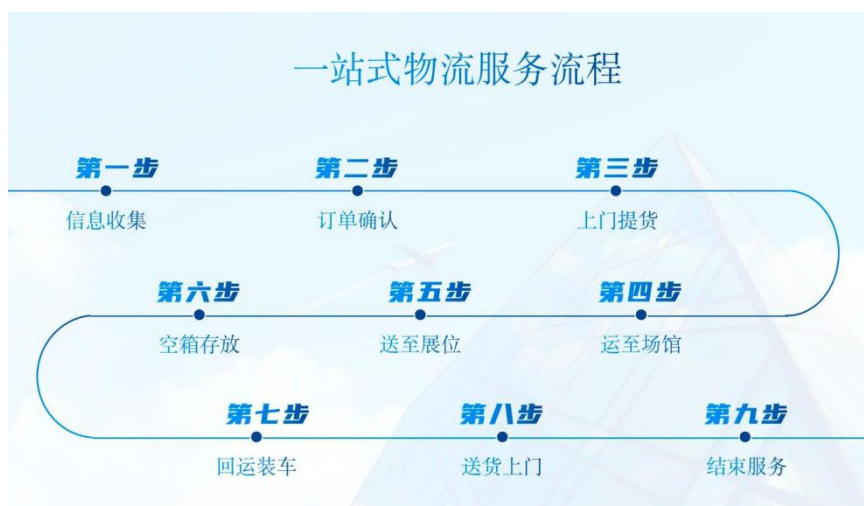 一站式物流服务流程
第一步
信息收集
第二步
订单确认
第三步
上门提货
第四步
运至场馆
第五步
送至展位
第六步
空箱存放
第七步
回运装车
第八步
送货上门
第九步
结束服务